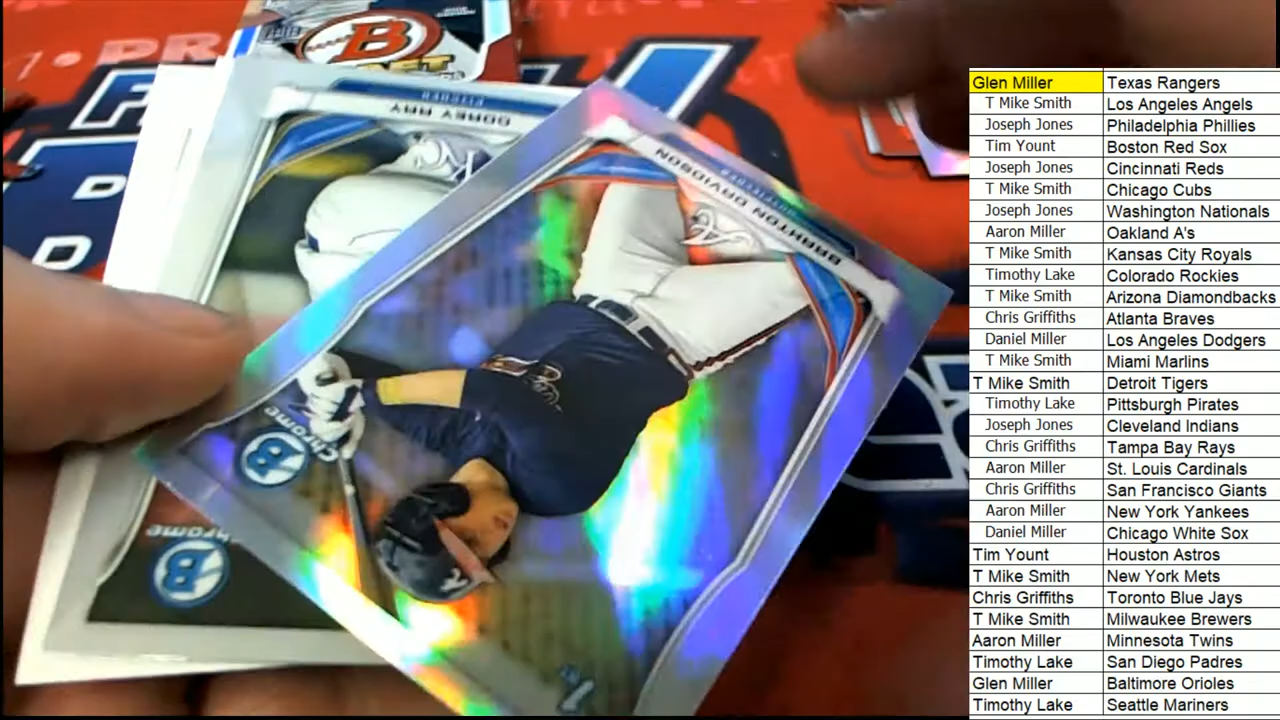 B
COREY RAY
PITCHER
BRAXTON DAVIDSON
OUTFIELDER
B
Chrome
B
Chrome
Glen Miller Texas Rangers
T Mike Smith Los Angeles Angels
Joseph Jones Philadelphia Phillies
Tim Yount Boston Red Sox
Joseph Jones Cincinnati Reds
T Mike Smith Chicago Cubs
Joseph Jones Washington Nationals
Aaron Miller Oakland A's
T Mike Smith Kansas City Royals
Timothy Lake Colorado Rockies
T Mike Smith Arizona Diamondbacks
Chris Griffiths Atlanta Braves
Daniel Miller Los Angeles Dodgers
T Mike Smith Miami Marlins
T Mike Smith Detroit Tigers
Timothy Lake Pittsburgh Pirates
Joseph Jones Cleveland Indians
Chris Griffiths Tampa Bay Rays
Aaron Miller St. Louis Cardinals
Chris Griffiths San Francisco Giants
Aaron Miller New York Yankees
Daniel Miller Chicago White Sox
Tim Yount Houston Astros
T Mike Smith New York Mets
Chris Griffiths Toronto Blue Jays
T Mike Smith Milwaukee Brewers
Aaron Miller Minnesota Twins
Timothy Lake San Diego Padres
Glen Miller Baltimore Orioles
Timothy Lake Seattle Mariners